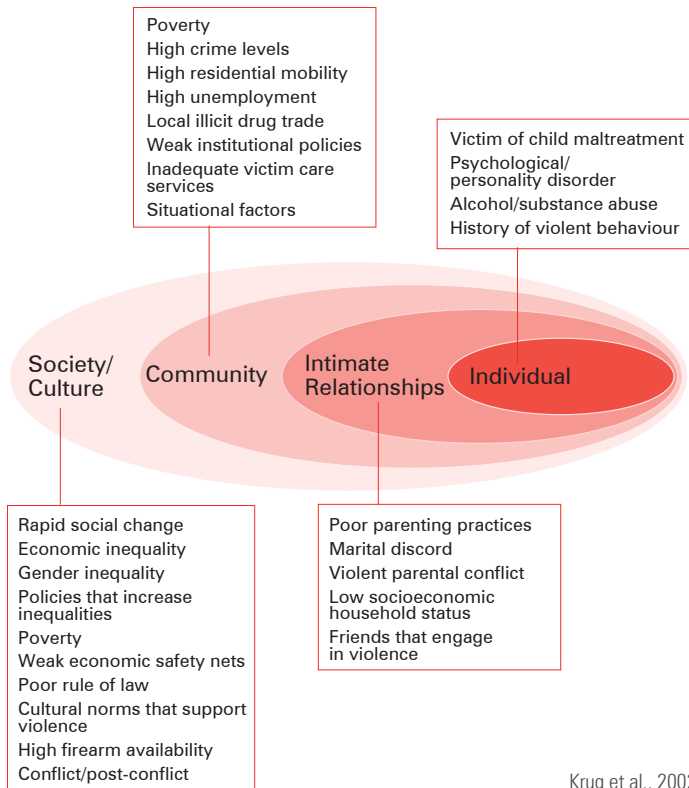 Poverty
High crime levels
High residential mobility
High unemployment
Local illicit drug trade
Weak institutional policies
Inadequate victim care
services
Situational factors
Victim of child maltreatment
Psychological/
personality disorder
Alcohol/substance abuse
History of violent behaviour
Society/
Culture
Community
Intimate
Relationships
Individual
Rapid social change
Economic inequality
Gender inequality
Policies that increase
inequalities
Poverty
Weak economic safety nets
Poor rule of law
Cultural norms that support
violence
High firearm availability
Conflict/post-conflict
Poor parenting practices
Marital discord
Violent parental conflict
Low socioeconomic
household status
Friends that engage
in violence
Krug et al., 2002